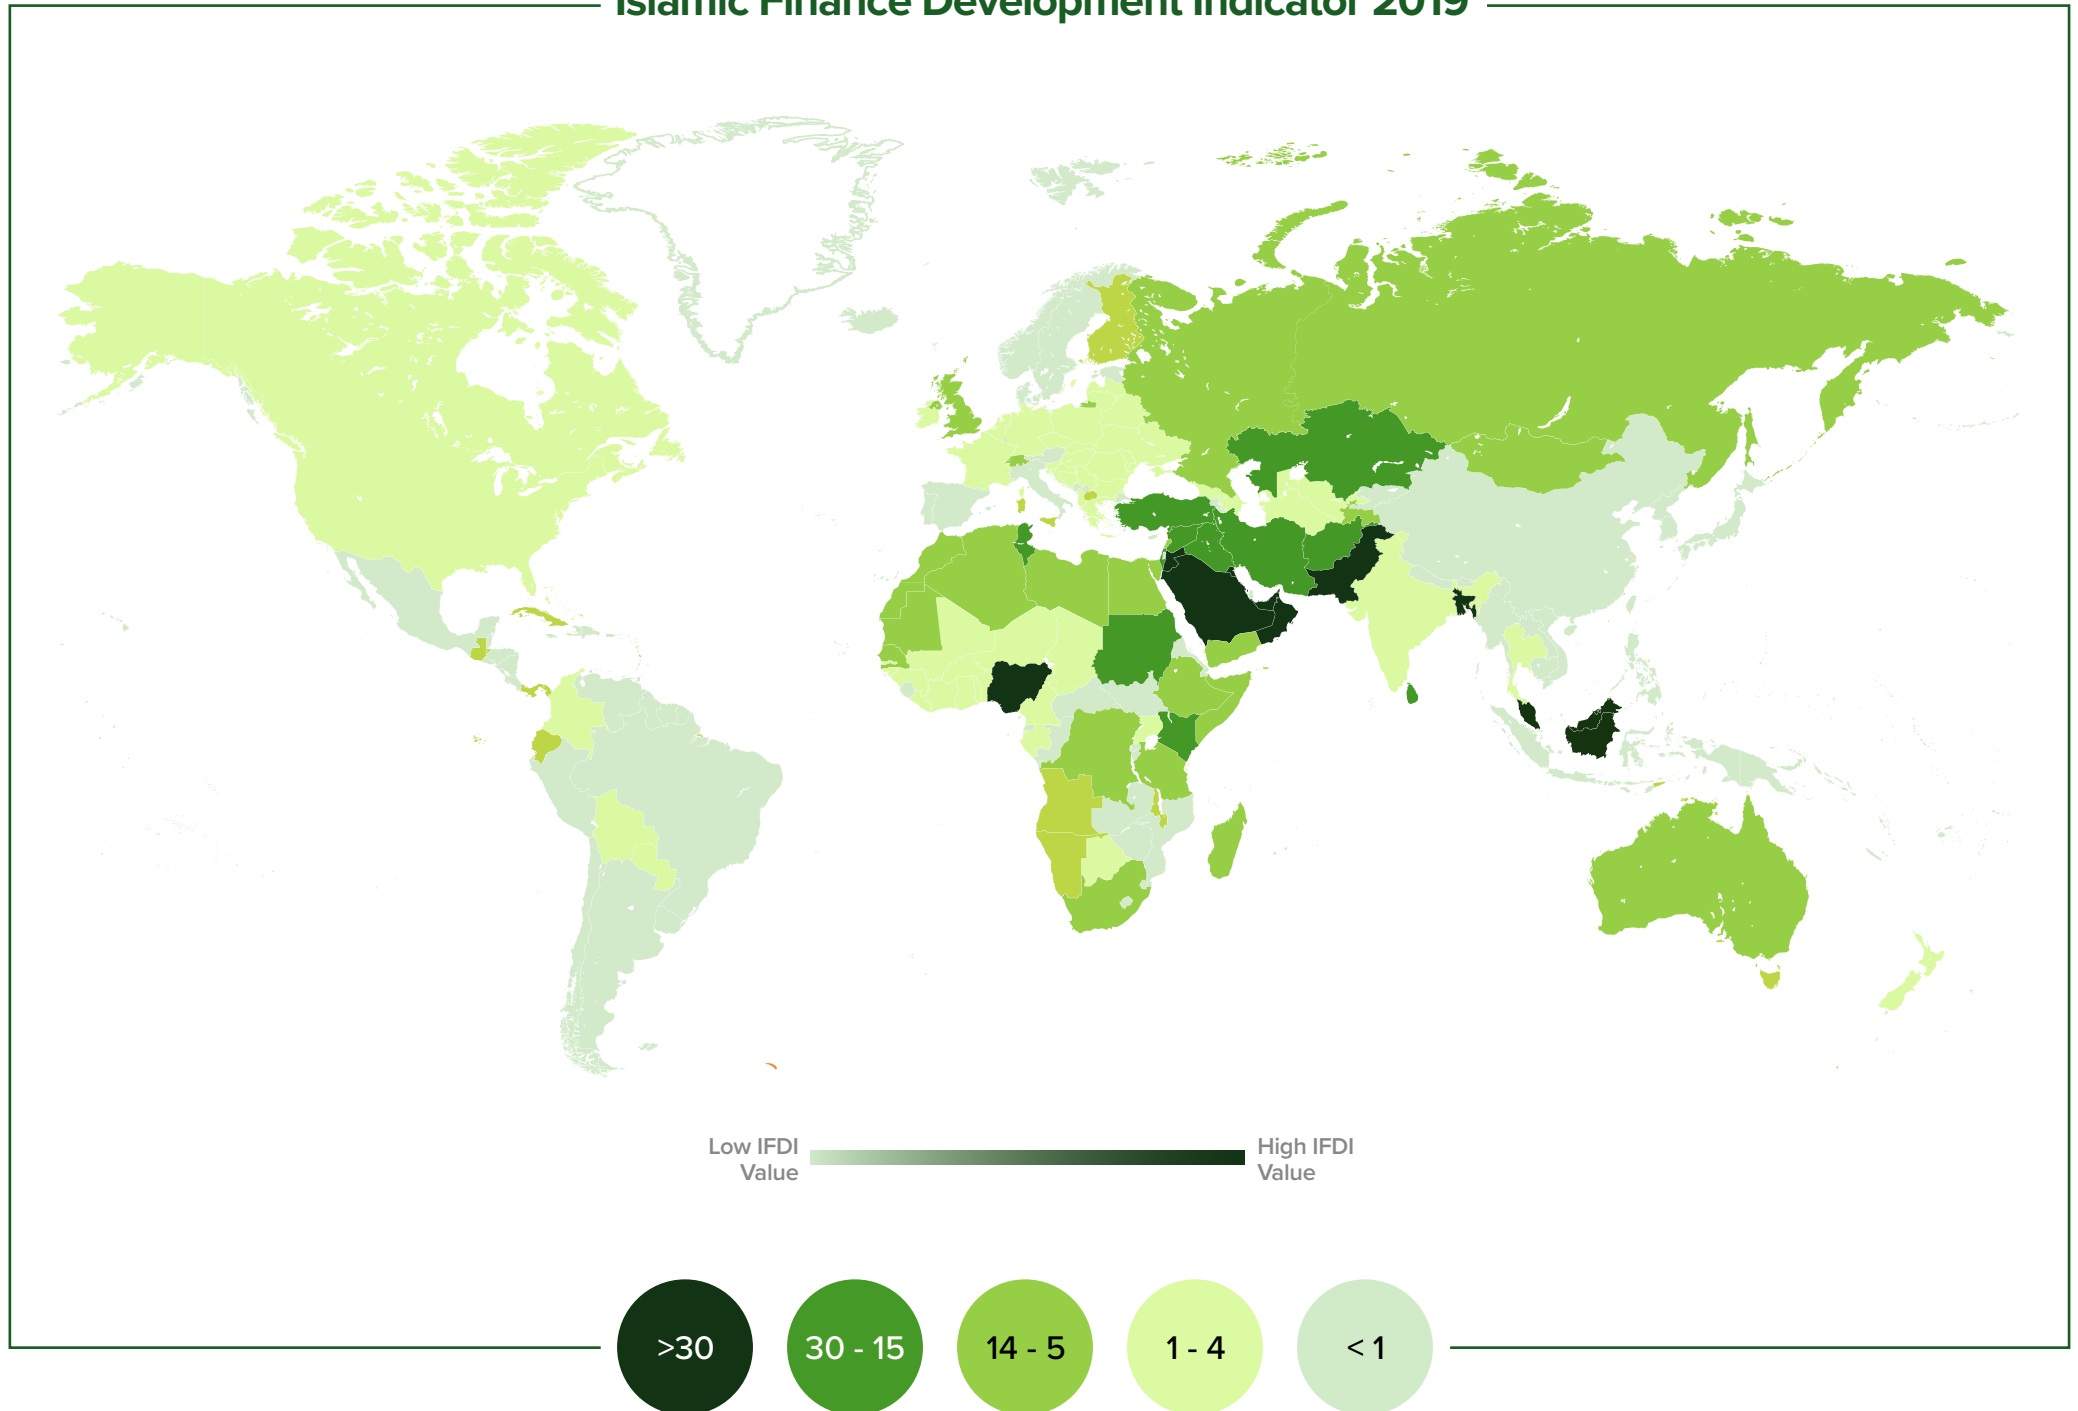 Islamic Finance Development Indicator 2019
Low IFDI
Value
High IFDI
Value
>30
30 - 15
14 - 5
1 - 4
< 1